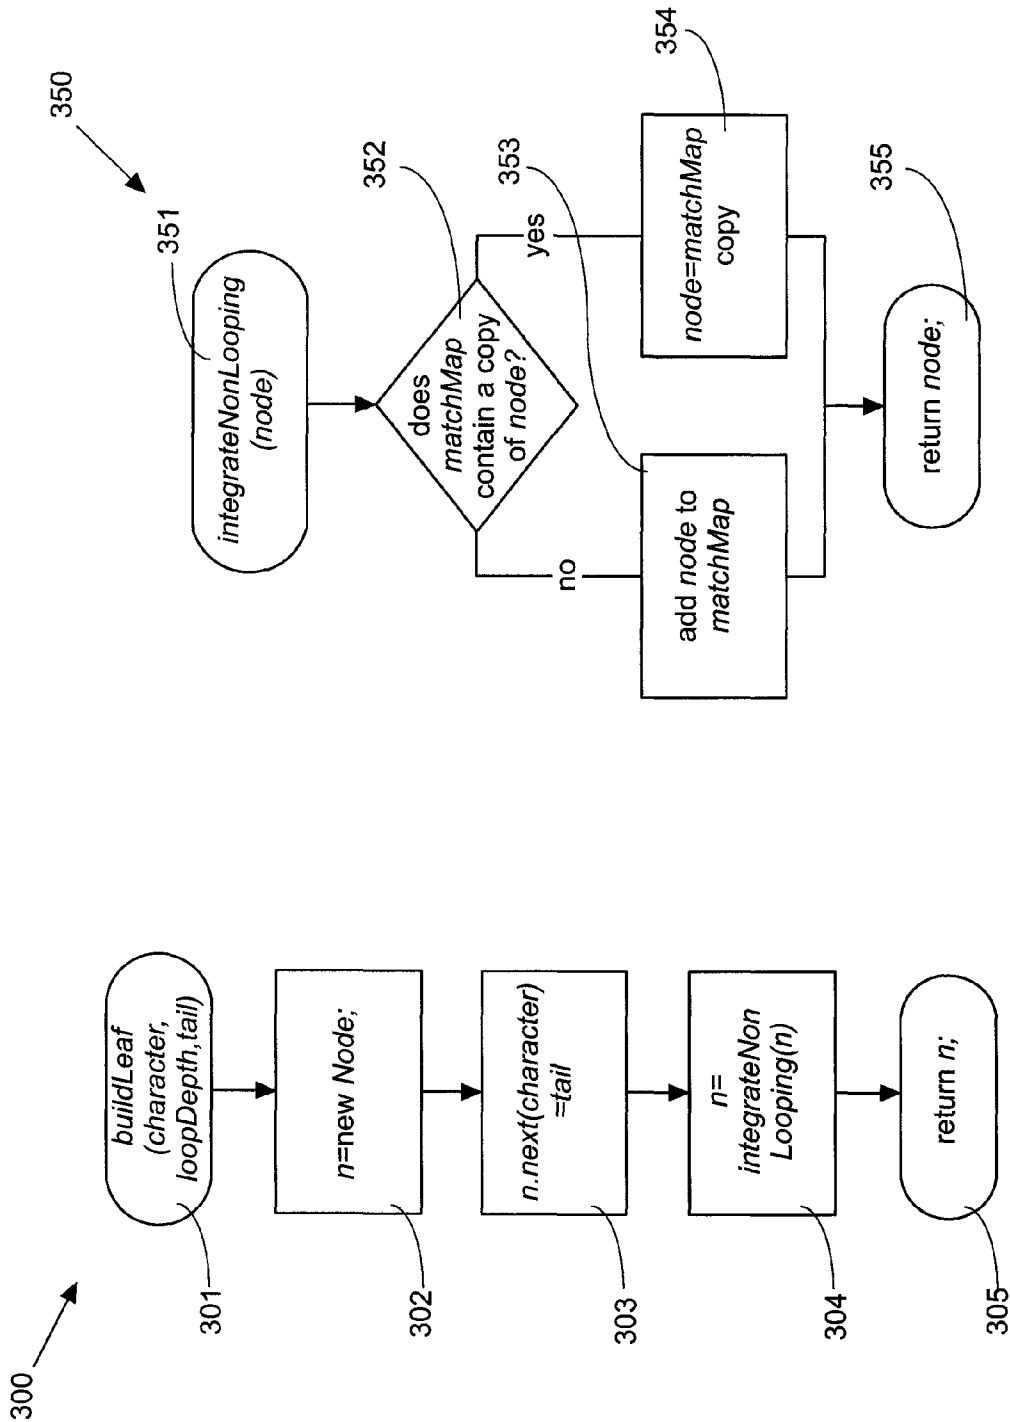 300
301
buildLeaf
(character,
loopDepth,tail)
302
n=new Node;
303
n.next(character)
=tail
304
n=
integrateNon
Looping(n)
305
return n;
350
351
integrateNonLooping
(node)
352
does
matchMap
contain a copy
of node?
no
yes
353
add node to
matchMap
354
node=matchMap
copy
355
return node;